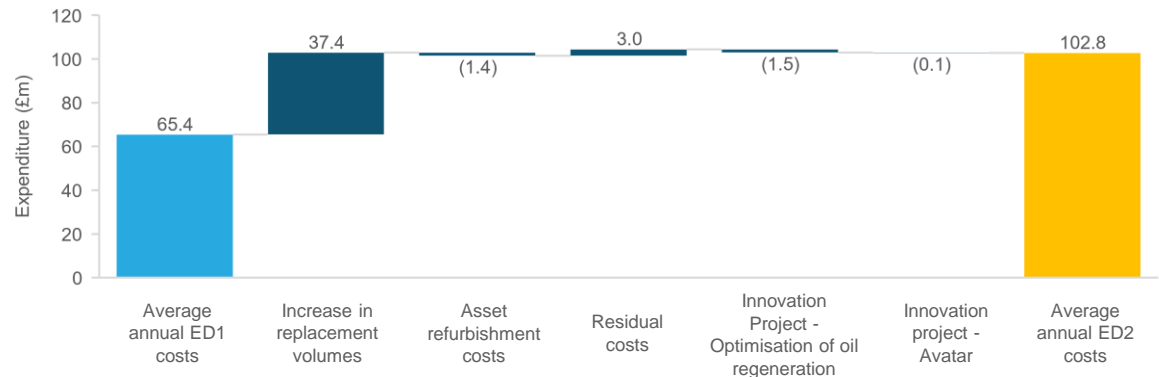 Expenditure (£m)
120
100
80
60
40
20
0
65.4
37.4
(1.4)
3.0
(1.5)
(0.1)
102.8
Average
annual ED1
costs
Increase in
replacement
volumes
Asset
refurbishment
costs
Residual
costs
Innovation
Project -
Optimisation of oil
regeneration
Innovation
project -
Avatar
Average
annual ED2
costs